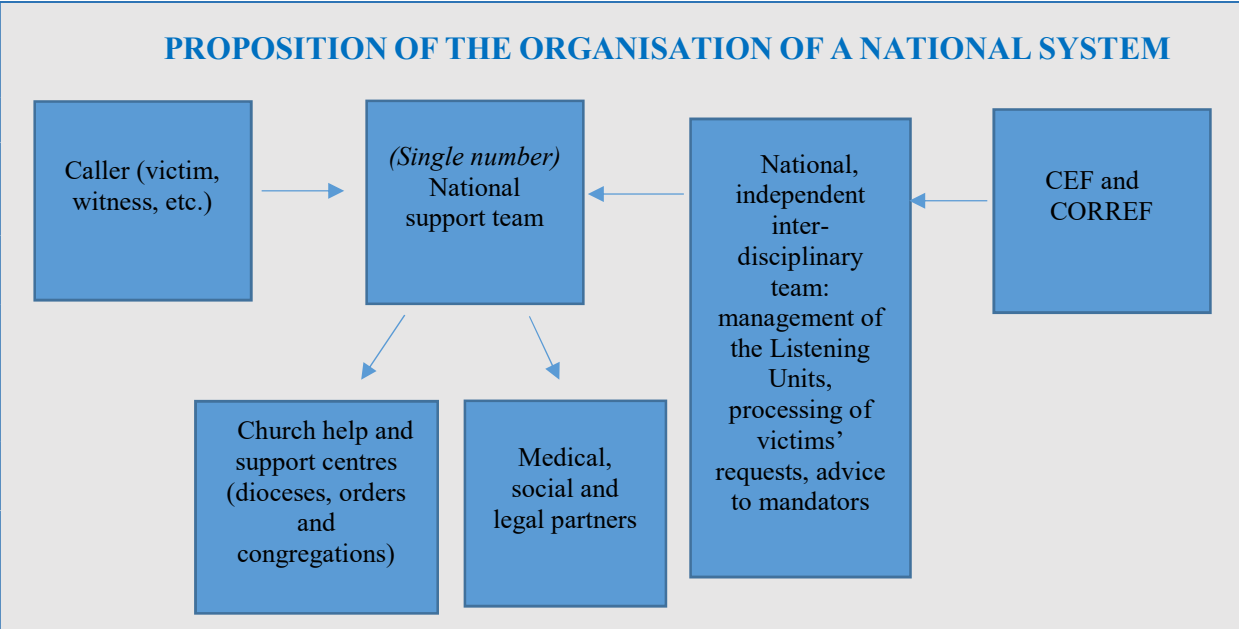 PROPOSITION OF THE ORGANISATION OF A NATIONAL SYSTEM
Caller (victim,
witness, etc.)
(Single number)
National
support team
National,
independent
inter-
disciplinary
team:
management of
the Listening
Units,
processing of
victims’
requests, advice
to mandators
CEF and
CORREF
Church help and
support centres
(dioceses, orders
and
congregations)
Medical,
social and
legal partners